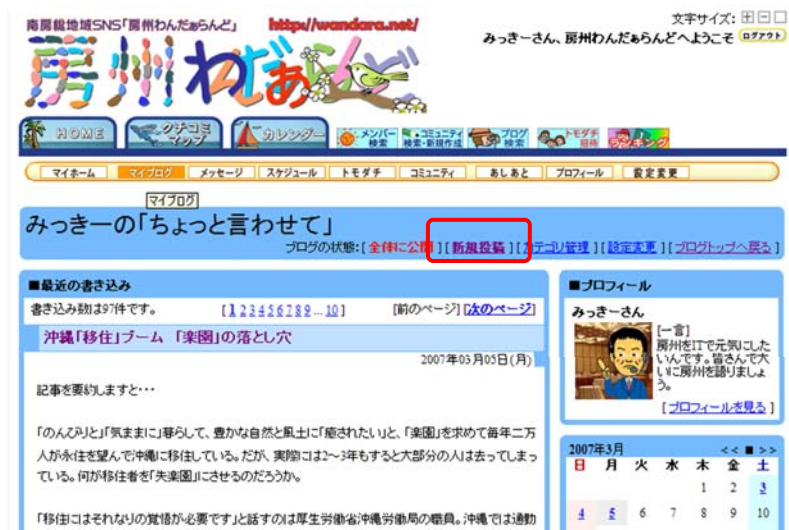 南房総地域SNS「房州わんだぁらんど」 http://wandara.net/
文字サイズ:
みっきーさん、房州わんだぁらんどへようこそ ログアウト
房州わんだぁらんど
HOME クチコミマップ カレンダー メンバー検索 コミュニティ検索・新規作成 ブログ検索 トモダチ招待 ランキング
マイホーム マイブログ メッセージ スケジュール トモダチ コミュニティ あしあと プロフィール 設定変更
マイブログ
みっきーの「ちょっと言わせて」
ブログの状態:[全体に公開][新規投稿][カテゴリ管理][設定変更][ブログトップへ戻る]
■最近の書き込み
書き込み数は97件です。 [1 2 3 4 5 6 7 8 9 ... 10] [前のページ] [次のページ]
沖縄「移住」ブーム 「楽園」の落とし穴
2007年03月05日(月)
記事を要約しますと・・・
「のんびりと」「気ままに」暮らして、豊かな自然と風土に「癒されたい」と、「楽園」を求めて毎年二万
人が永住を望んで沖縄に移住している。だが、実際には2~3年もすると大部分の人は去ってしまっ
ている。何が移住者を「失楽園」にさせるのだろうか。
「移住にはそれなりの覚悟が必要です」と話すのは厚生労働省沖縄労働局の職員。沖縄では通勤
■プロフィール
みっきーさん
[一言]
房州をITで元気にした
いんです。皆さんで大
いに房州を語りましょ
う。
[プロフィールを見る]
2007年3月 << ■ >>
日 月 火 水 木 金 土
1 2 3
4 5 6 7 8 9 10